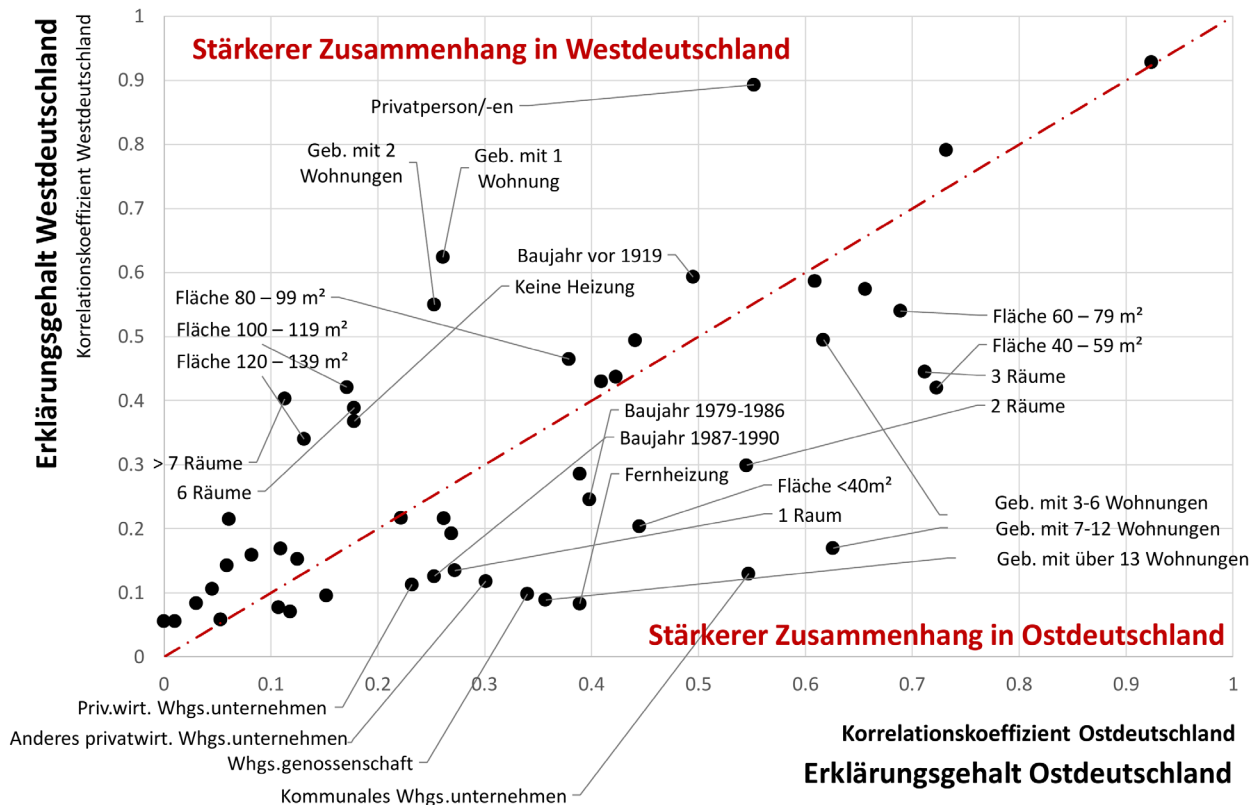 Erklärungsgehalt Westdeutschland
Korrelationskoeffizient Westdeutschland
1
0.9
0.8
0.7
0.6
0.5
0.4
0.3
0.2
0.1
0
Stärkerer Zusammenhang in Westdeutschland
Privatperson/-en
Geb. mit 2
Wohnungen
Geb. mit 1
Wohnung
Baujahr vor 1919
Keine Heizung
Fläche 80 – 99 m²
Fläche 100 – 119 m²
Fläche 120 – 139 m²
> 7 Räume
6 Räume
Fläche 60 – 79 m²
Fläche 40 – 59 m²
3 Räume
2 Räume
Baujahr 1979-1986
Baujahr 1987-1990
Fernheizung
Fläche <40m²
1 Raum
Geb. mit 3-6 Wohnungen
Geb. mit 7-12 Wohnungen
Geb. mit über 13 Wohnungen
Stärkerer Zusammenhang in Ostdeutschland
0
0.1
0.2
0.3
0.4
0.5
0.6
0.7
0.8
0.9
1
Priv.wirt. Whgs.unternehmen
Anderes privatwirt. Whgs.unternehmen
Whgs.genossenschaft
Kommunales Whgs.unternehmen
Korrelationskoeffizient Ostdeutschland
Erklärungsgehalt Ostdeutschland